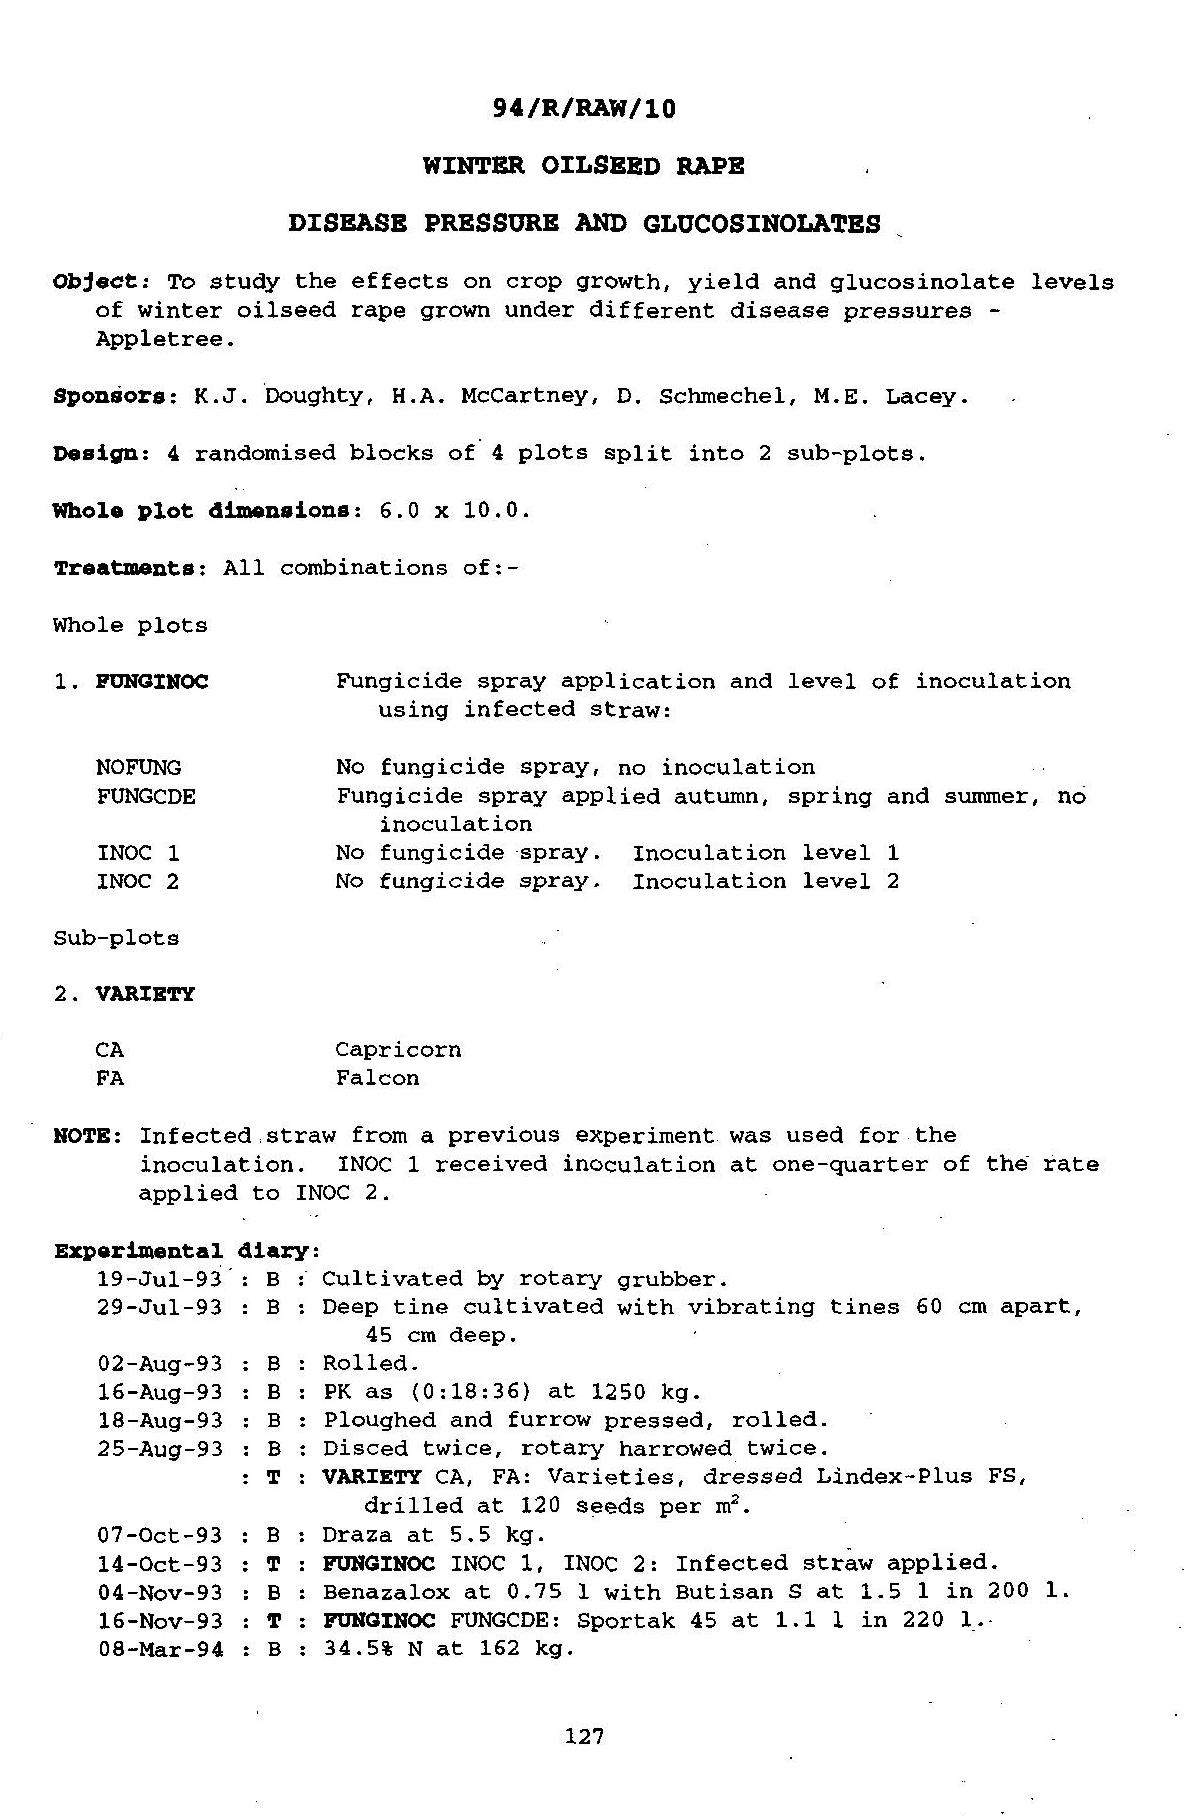 94/R/RAW/10
WINTER OILSEED RAPE
DISEASE PRESSURE AND GLUCOSINOLATES
Object: To study the effects on crop growth, yield and glucosinolate levels
of winter oilseed rape grown under different disease pressures -
Appletree.
Sponsors: K.J. Doughty, H.A. McCartney, D. Schmechel, M.E. Lacey.
Design: 4 randomised blocks of 4 plots split into 2 sub-plots.
Whole plot dimensions: 6.0 x 10.0.
Treatments: All combinations of:-
Whole plots
1. FUNGINOC Fungicide spray application and level of inoculation
using infected straw:
NOFUNG No fungicide spray, no inoculation
FUNGCDE Fungicide spray applied autumn, spring and summer, no
inoculation
INOC 1 No fungicide spray. Inoculation level 1
INOC 2 No fungicide spray. Inoculation level 2
Sub-plots
2. VARIETY
CA Capricorn
FA Falcon
NOTE: Infected straw from a previous experiment was used for the
inoculation. INOC 1 received inoculation at one-quarter of the rate
applied to INOC 2.
Experimental diary:
19-Jul-93 : B : Cultivated by rotary grubber.
29-Jul-93 : B : Deep tine cultivated with vibrating tines 60 cm apart,
45 cm deep.
02-Aug-93 : B : Rolled.
16-Aug-93 : B : PK as (0:18:36) at 1250 kg.
18-Aug-93 : B : Ploughed and furrow pressed, rolled.
25-Aug-93 : B : Disced twice, rotary harrowed twice.
: T : VARIETY CA, FA: Varieties, dressed Lindex-Plus FS,
drilled at 120 seeds per m².
07-Oct-93 : B : Draza at 5.5 kg.
14-Oct-93 : T : FUNGINOC INOC 1, INOC 2: Infected straw applied.
04-Nov-93 : B : Benazalox at 0.75 l with Butisan S at 1.5 l in 200 l.
16-Nov-93 : T : FUNGINOC FUNGCDE: Sportak 45 at 1.1 l in 220 l.
08-Mar-94 : B : 34.5% N at 162 kg.
127